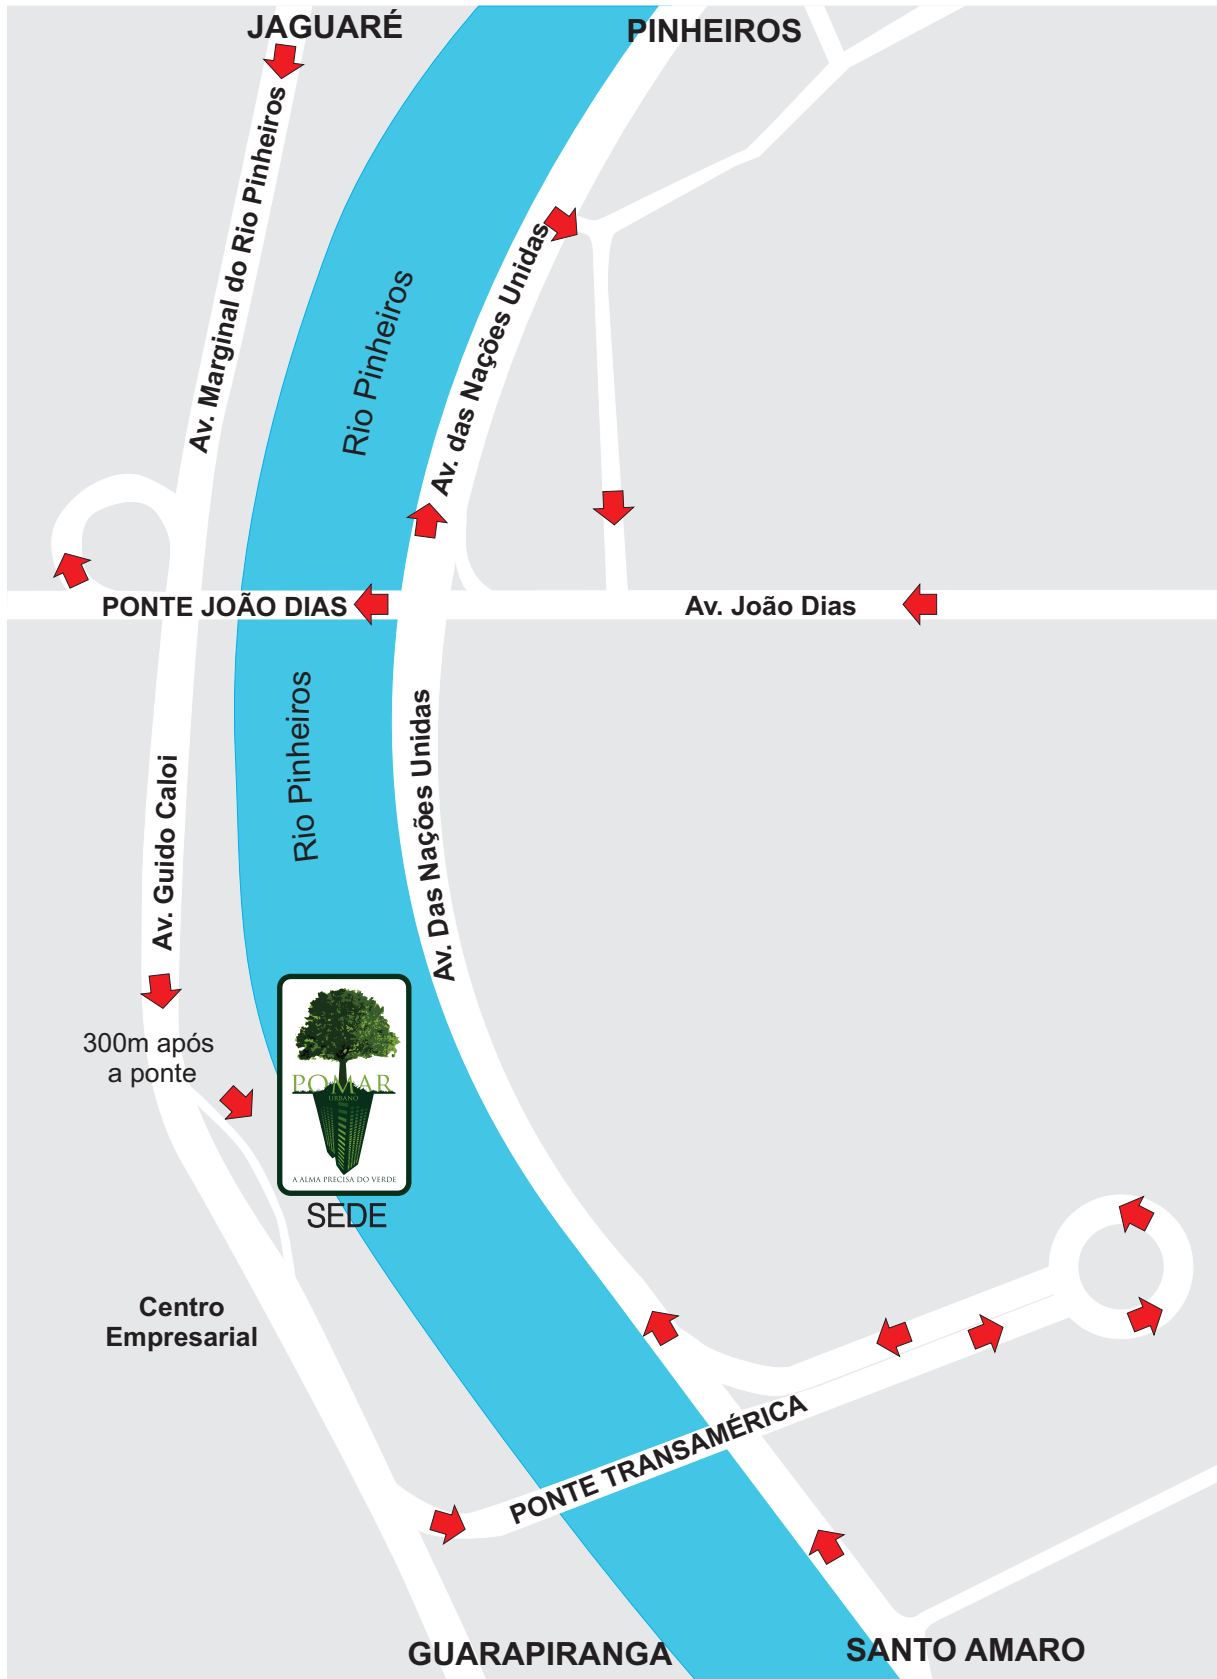 JAGUARÉ
PINHEIROS
Av. Marginal do Rio Pinheiros
Rio Pinheiros
Av. das Nações Unidas
PONTE JOÃO DIAS
Av. João Dias
Rio Pinheiros
Av. Das Nações Unidas
Av. Guido Caloi
300m após
a ponte
POMAR
URBANO
A ALMA PRECISA DO VERDE
SEDE
Centro
Empresarial
PONTE TRANSAMÉRICA
GUARAPIRANGA
SANTO AMARO